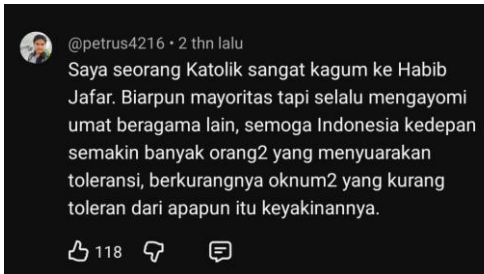 @petrus4216 • 2 thn lalu
Saya seorang Katolik sangat kagum ke Habib
Jafar. Biarpun mayoritas tapi selalu mengayomi
umat beragama lain, semoga Indonesia kedepan
semakin banyak orang2 yang menyuarakan
toleransi, berkurangnya oknum2 yang kurang
toleran dari apapun itu keyakinannya.
118